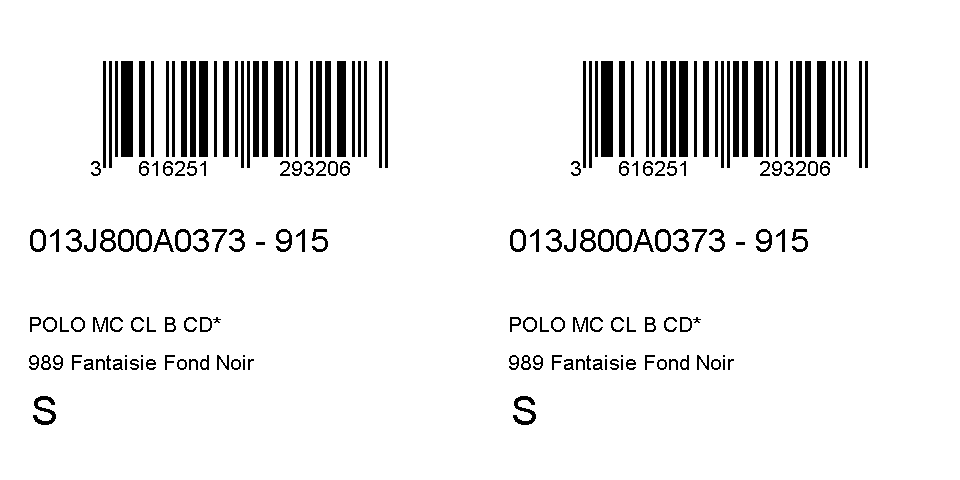 3 616251 293206
013J800A0373 - 915
POLO MC CL B CD*
989 Fantaisie Fond Noir
S
3 616251 293206
013J800A0373 - 915
POLO MC CL B CD*
989 Fantaisie Fond Noir
S